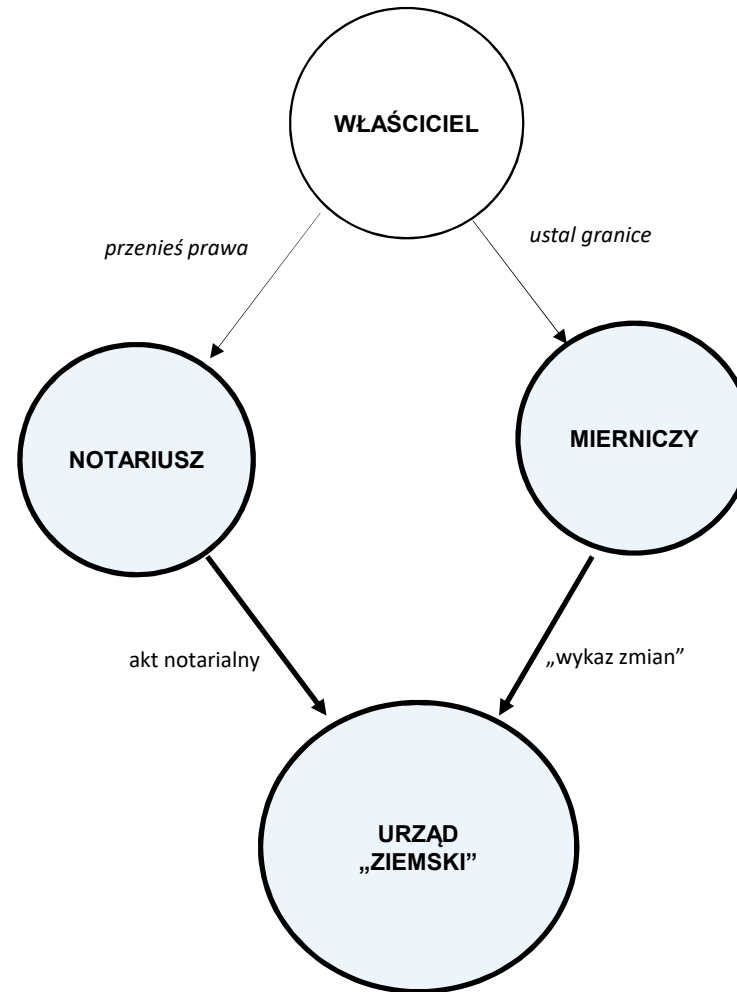 WŁAŚCICIEL
przenieś prawa
ustal granice
NOTARIUSZ
MIERNICZY
akt notarialny
„wykaz zmian”
URZĄD
„ZIEMSKI”